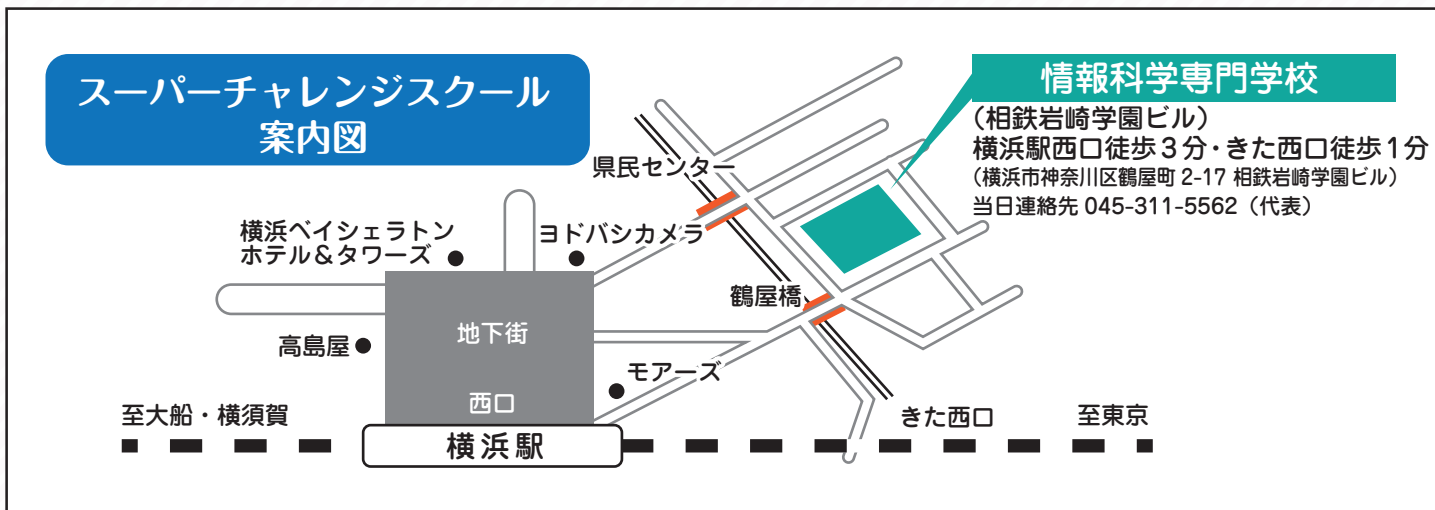 スーパーチャレンジスクール
案内図
情報科学専門学校
(相鉄岩崎学園ビル)
横浜駅西口徒歩3分・きた西口徒歩1分
(横浜市神奈川区鶴屋町 2-17 相鉄岩崎学園ビル)
当日連絡先 045-311-5562(代表)
県民センター
横浜ベイシェラトン
ホテル&タワーズ
ヨドバシカメラ
鶴屋橋
地下街
高島屋
モアーズ
西口
至大船・横須賀
きた西口
至東京
横浜駅